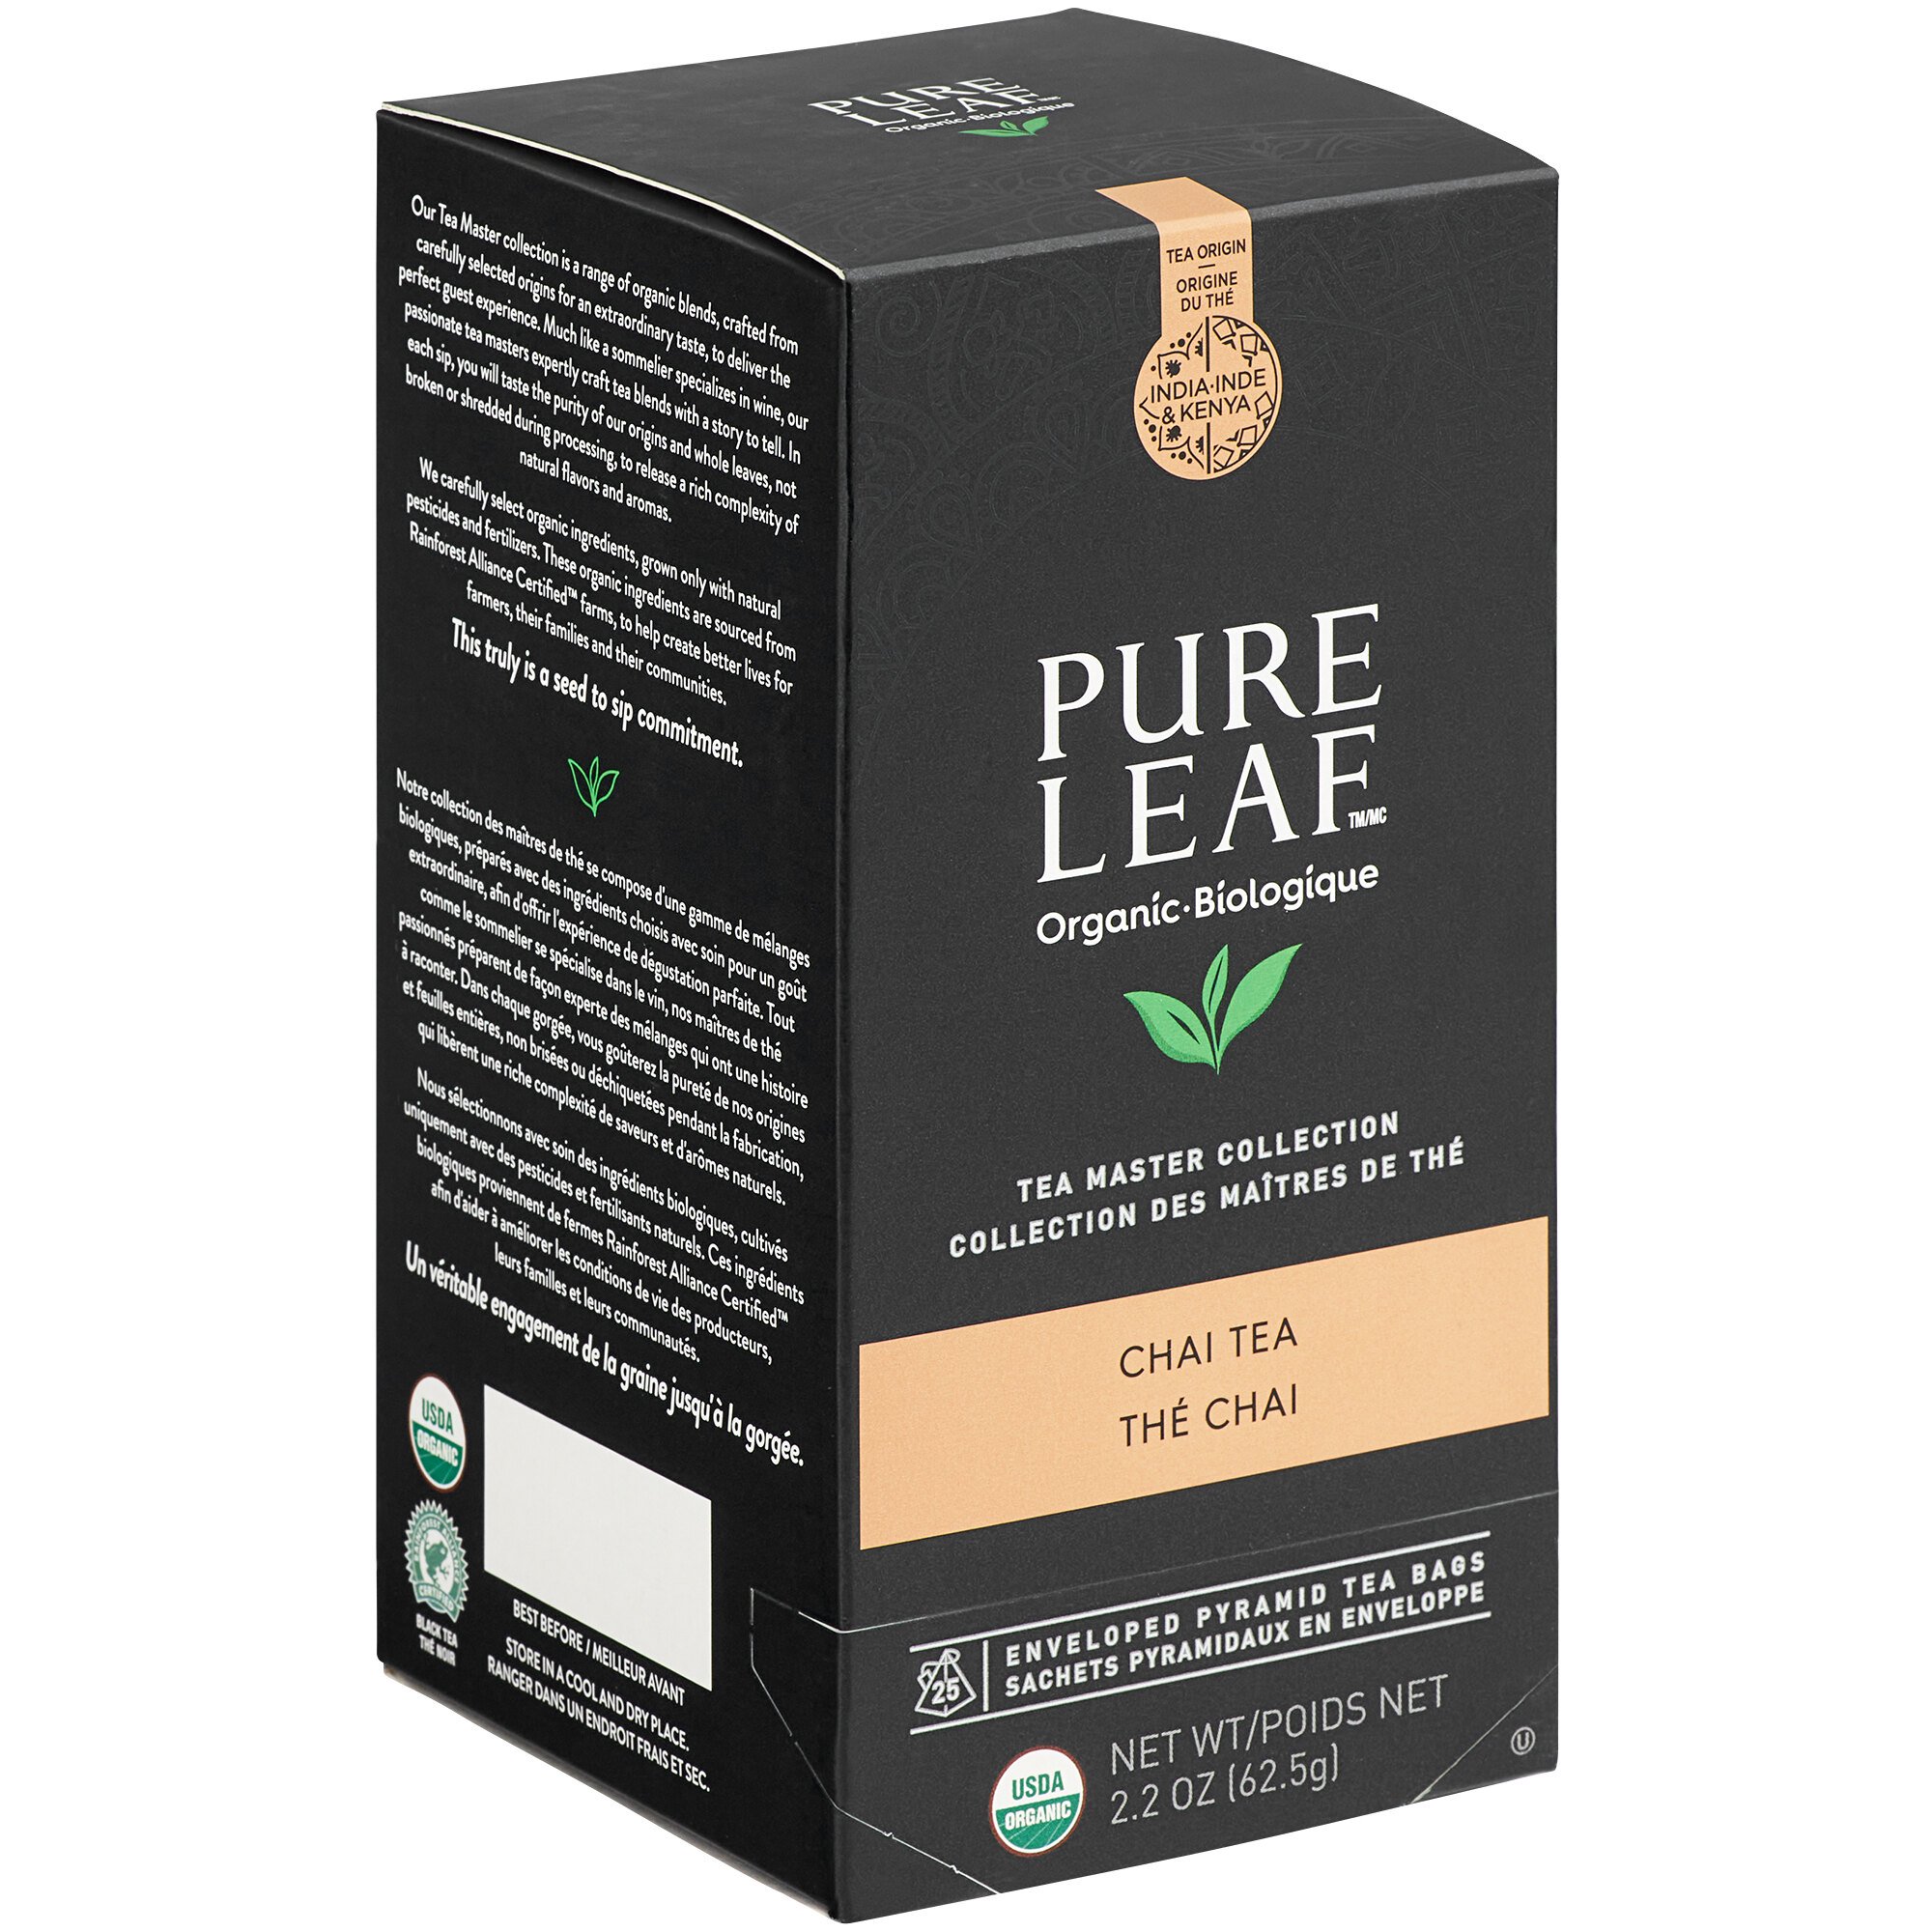 PURE
LEAF
Organic·Biologique
Our Tea Master collection is a range of organic blends, crafted from
carefully selected origins for an extraordinary taste, to deliver the
perfect guest experience. Much like a sommelier specializes in wine, our
passionate tea masters expertly craft tea blends with a story to tell. In
each sip, you will taste the purity of our origins and whole leaves, not
broken or shredded during processing, to release a rich complexity of
natural flavors and aromas.
We carefully select organic ingredients, grown only with natural
pesticides and fertilizers. These organic ingredients are sourced from
Rainforest Alliance Certified™ farms, to help create better lives for
farmers, their families and their communities.
This truly is a seed to sip commitment.
Notre collection des maîtres de thé se compose d'une gamme de mélanges
biologiques, préparés avec des ingrédients choisis avec soin pour un goût
extraordinaire, afin d'offrir l'expérience de dégustation parfaite. Tout
comme le sommelier se spécialise dans le vin, nos maîtres de thé
passionnés préparent de façon experte des mélanges qui ont une histoire
à raconter. Dans chaque gorgée, vous goûterez la pureté de nos origines
et feuilles entières, non brisées ou déchiquetées pendant la fabrication,
qui libèrent une riche complexité de saveurs et d'arômes naturels.
Nous sélectionnons avec soin des ingrédients biologiques, cultivés
uniquement avec des pesticides et fertilisants naturels. Ces ingrédients
biologiques proviennent de fermes Rainforest Alliance Certified™
afin d'aider à améliorer les conditions de vie des producteurs,
leurs familles et leurs communautés.
Un véritable engagement de la graine jusqu'à la gorgée.
USDA
ORGANIC
RAINFOREST ALLIANCE
CERTIFIED
BLACK TEA
THÉ NOIR
BEST BEFORE / MEILLEUR AVANT
STORE IN A COOL AND DRY PLACE.
RANGER DANS UN ENDROIT FRAIS ET SEC.
TEA ORIGIN
ORIGINE
DU THÉ
INDIA·INDE
& KENYA
PURE
LEAF TM/MC
Organic·Biologique
TEA MASTER COLLECTION
COLLECTION DES MAÎTRES DE THÉ
CHAI TEA
THÉ CHAI
25
ENVELOPED PYRAMID TEA BAGS
SACHETS PYRAMIDAUX EN ENVELOPPE
USDA
ORGANIC
NET WT/POIDS NET
2.2 OZ (62.5g)
U